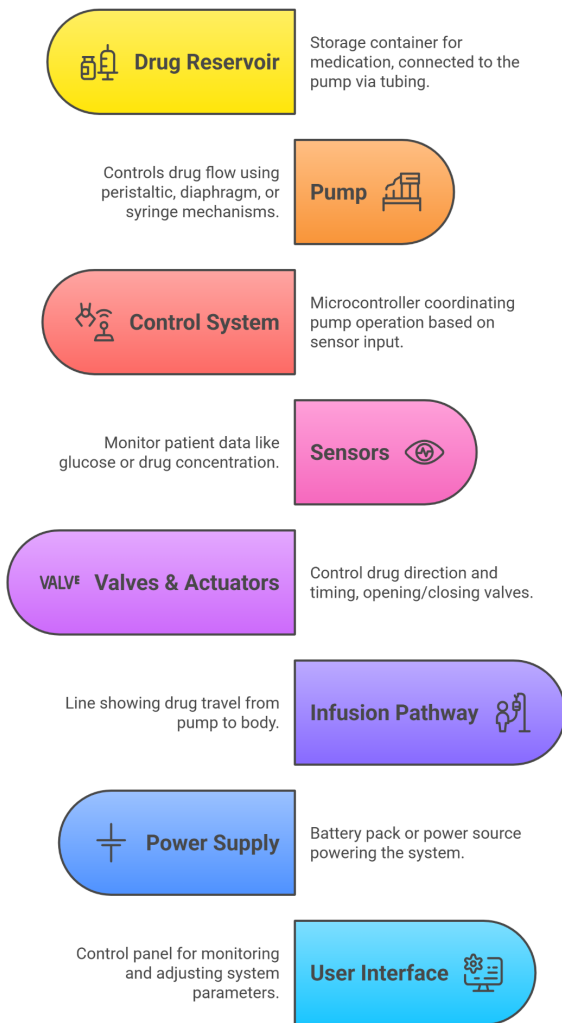 Drug Reservoir
Storage container for
medication, connected to the
pump via tubing.
Controls drug flow using
peristaltic, diaphragm, or
syringe mechanisms.
Pump
Control System
Microcontroller coordinating
pump operation based on
sensor input.
Monitor patient data like
glucose or drug concentration.
Sensors
VALVE Valves & Actuators
Control drug direction and
timing, opening/closing valves.
Line showing drug travel from
pump to body.
Infusion Pathway
Power Supply
Battery pack or power source
powering the system.
Control panel for monitoring
and adjusting system
parameters.
User Interface